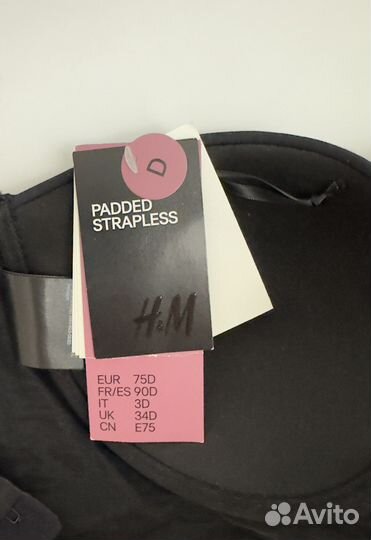 D
PADDED
STRAPLESS
H&M
EUR 75D
FR/ES 90D
IT 3D
UK 34D
CN E75
Avito